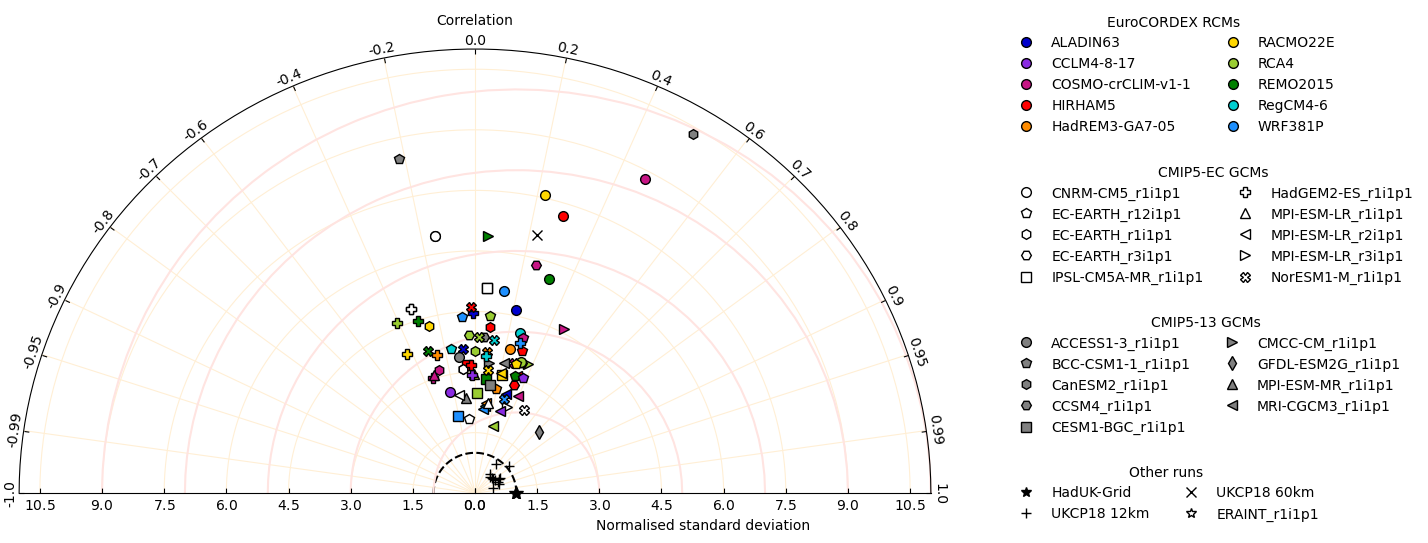 Correlation
-1.0
-0.99
-0.95
-0.9
-0.8
-0.7
-0.6
-0.4
-0.2
0.0
0.2
0.4
0.6
0.7
0.8
0.9
0.95
0.99
1.0
10.5 9.0 7.5 6.0 4.5 3.0 1.5 0.0 1.5 3.0 4.5 6.0 7.5 9.0 10.5
Normalised standard deviation
EuroCORDEX RCMs
ALADIN63
CCLM4-8-17
COSMO-crCLIM-v1-1
HIRHAM5
HadREM3-GA7-05
RACMO22E
RCA4
REMO2015
RegCM4-6
WRF381P
CMIP5-EC GCMs
CNRM-CM5_r1i1p1
EC-EARTH_r12i1p1
EC-EARTH_r1i1p1
EC-EARTH_r3i1p1
IPSL-CM5A-MR_r1i1p1
HadGEM2-ES_r1i1p1
MPI-ESM-LR_r1i1p1
MPI-ESM-LR_r2i1p1
MPI-ESM-LR_r3i1p1
NorESM1-M_r1i1p1
CMIP5-13 GCMs
ACCESS1-3_r1i1p1
BCC-CSM1-1_r1i1p1
CanESM2_r1i1p1
CCSM4_r1i1p1
CESM1-BGC_r1i1p1
CMCC-CM_r1i1p1
GFDL-ESM2G_r1i1p1
MPI-ESM-MR_r1i1p1
MRI-CGCM3_r1i1p1
Other runs
HadUK-Grid
UKCP18 12km
UKCP18 60km
ERAINT_r1i1p1